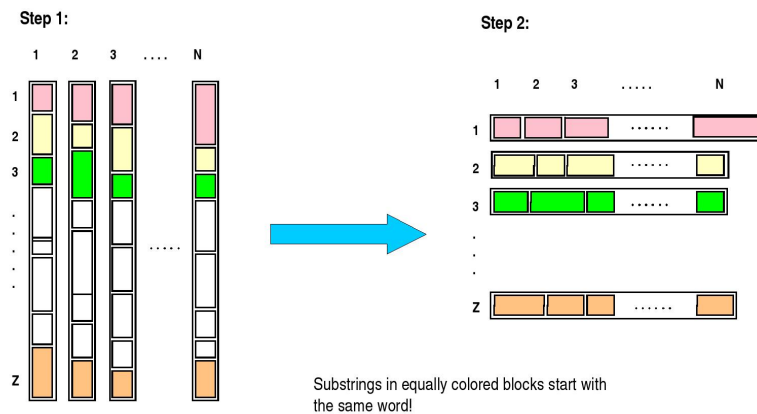 Step 1:
1 2 3 .... N
1
2
3
.
.
.
.
.
Z
.....
Step 2:
1 2 3 ..... N
1 ......
2 ......
3 ......
.
.
.
Z ......
Substrings in equally colored blocks start with
the same word!